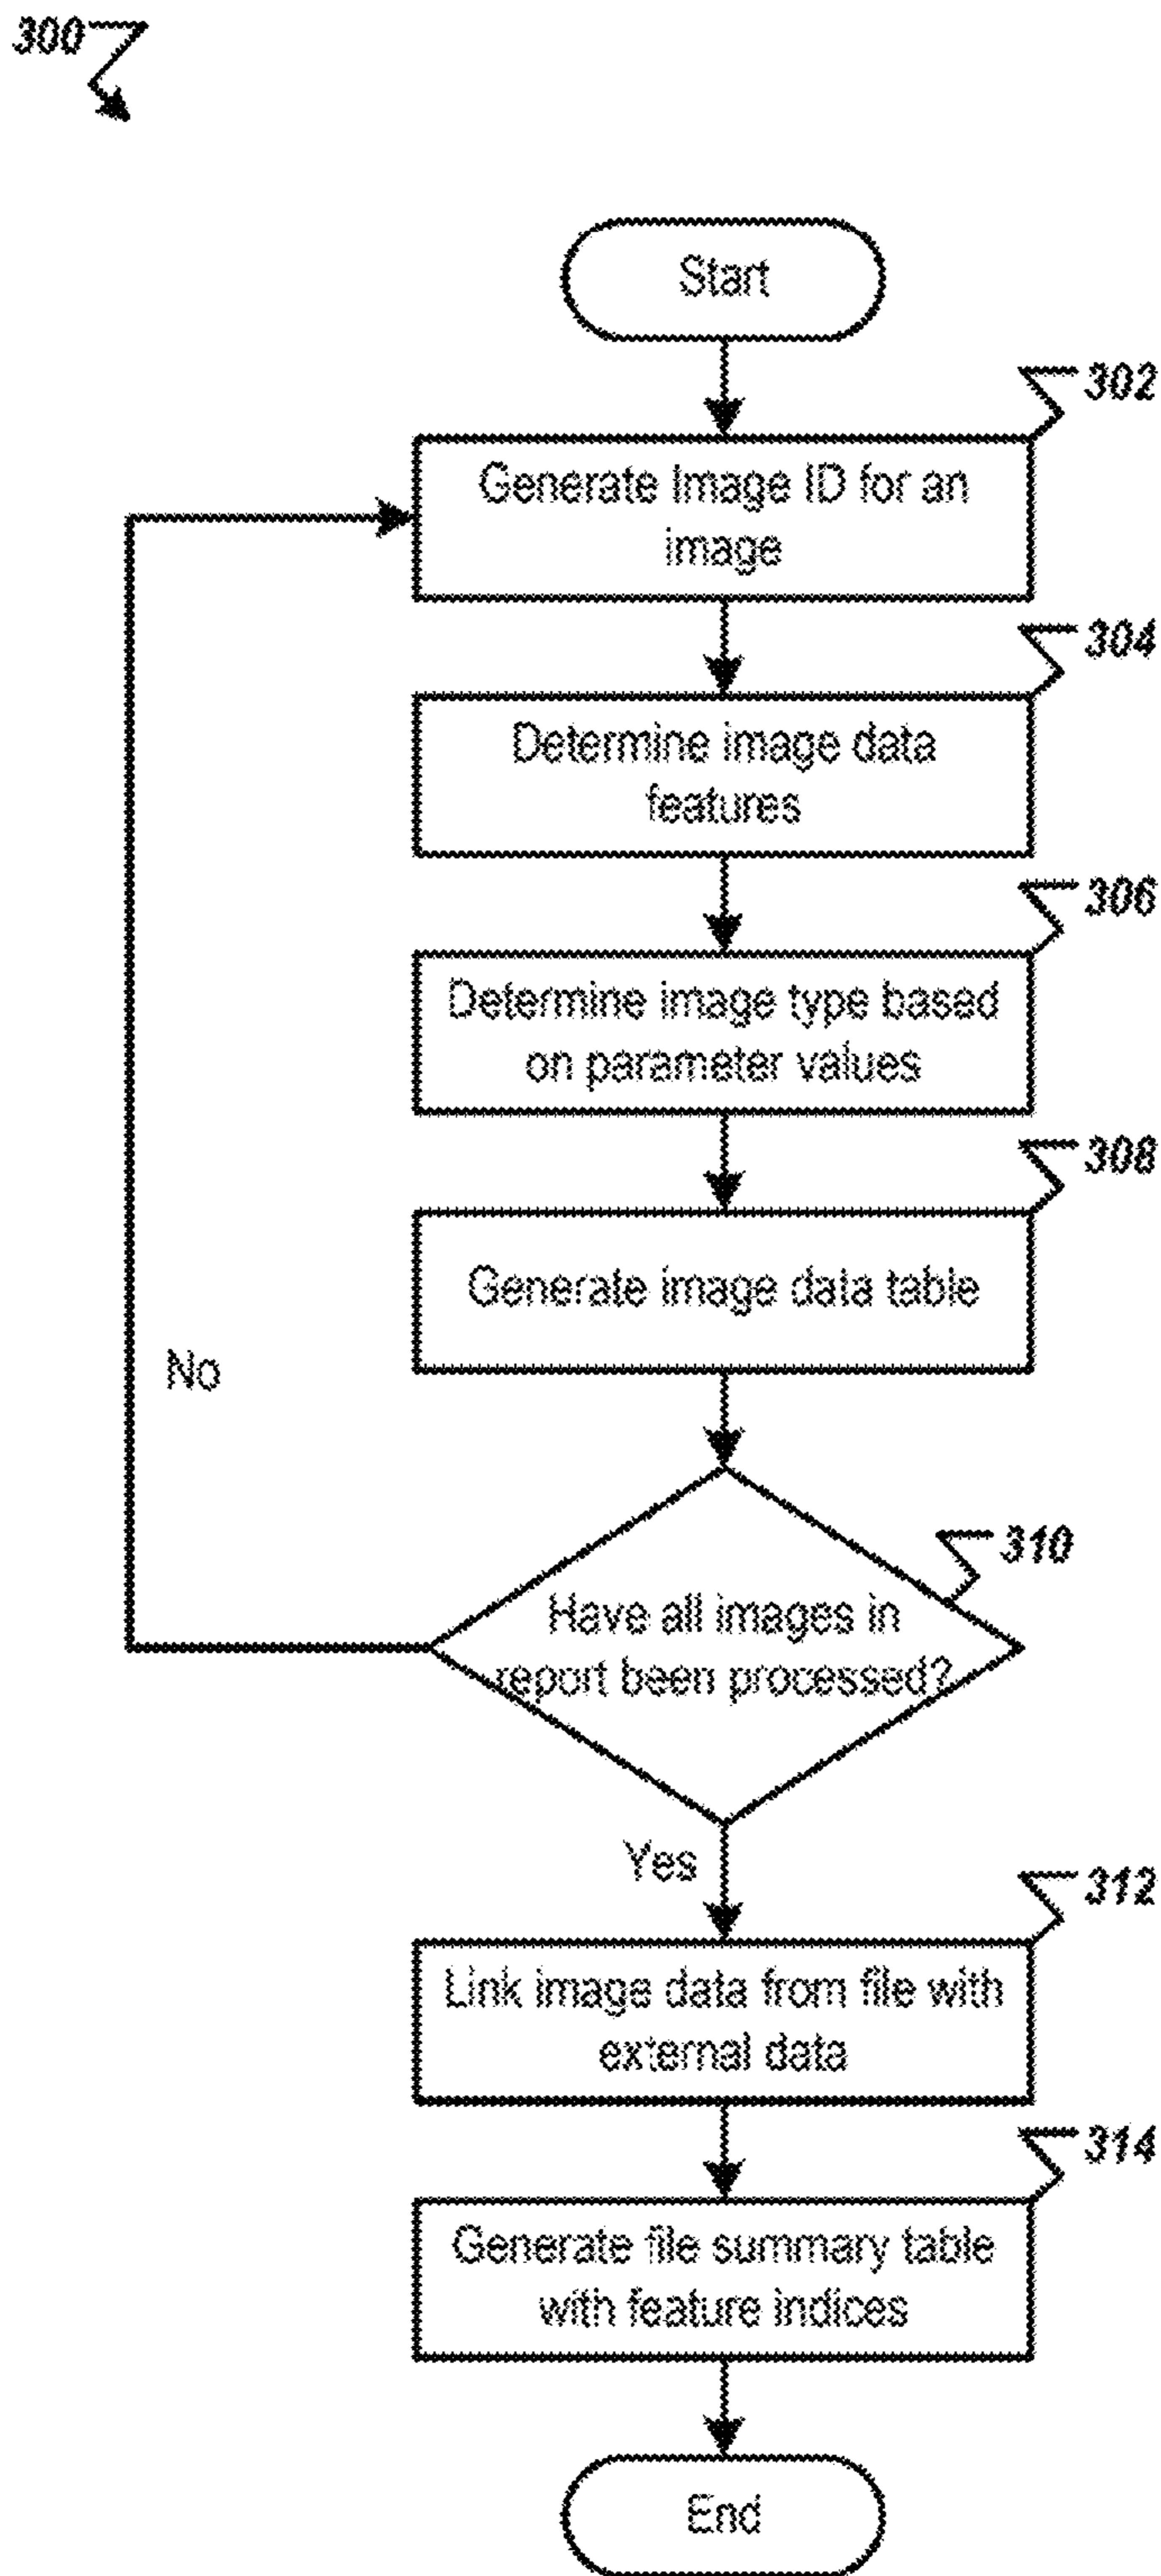 300
Start
302
Generate Image ID for an
image
304
Determine image data
features
306
Determine image type based
on parameter values
308
Generate image data table
No
310
Have all images in
report been processed?
Yes
312
Link image data from file with
external data
314
Generate file summary table
with feature indices
End